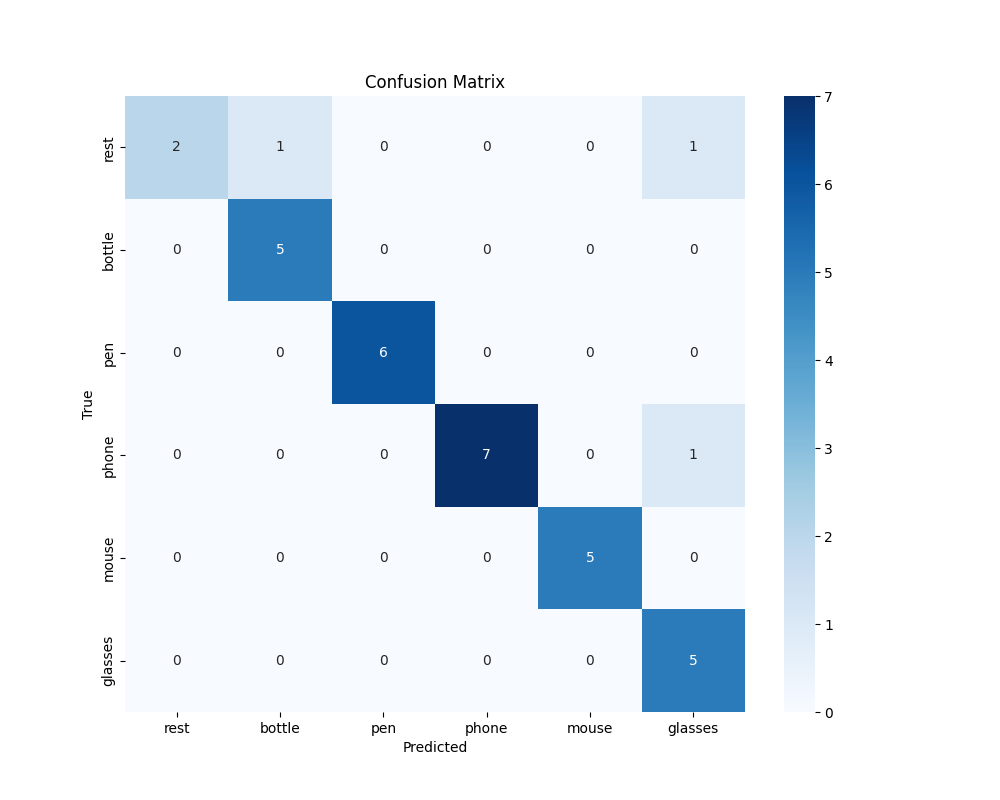 Confusion Matrix
True
rest 2 1 0 0 0 1
bottle 0 5 0 0 0 0
pen 0 0 6 0 0 0
phone 0 0 0 7 0 1
mouse 0 0 0 0 5 0
glasses 0 0 0 0 0 5
rest bottle pen phone mouse glasses
Predicted
7
6
5
4
3
2
1
0